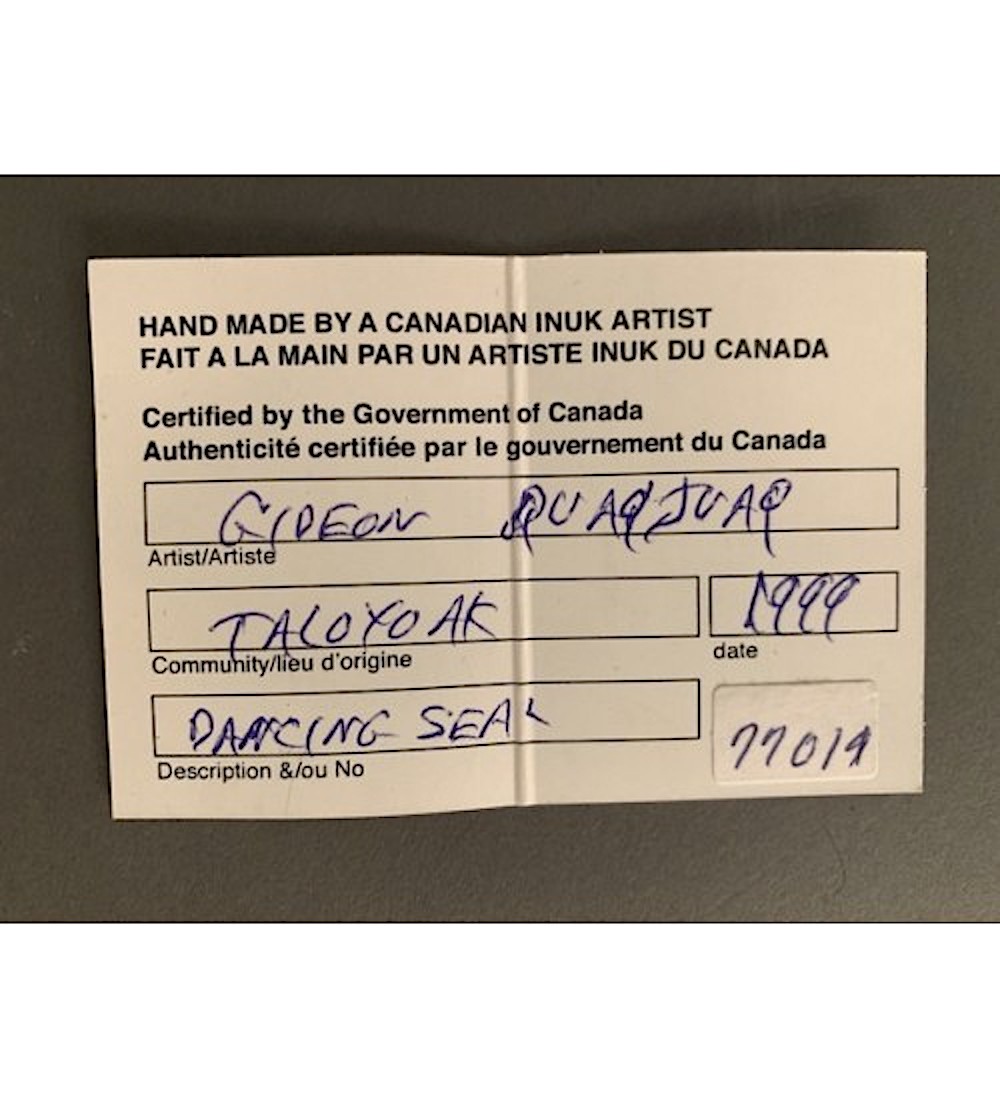 HAND MADE BY A CANADIAN INUK ARTIST
FAIT A LA MAIN PAR UN ARTISTE INUK DU CANADA
Certified by the Government of Canada
Authenticité certifiée par le gouvernement du Canada
GIDEON QUAQJUAQ
Artist/Artiste
TALOYOAK 1999
Community/lieu d'origine date
DANCING SEAL
Description &/ou No
77019